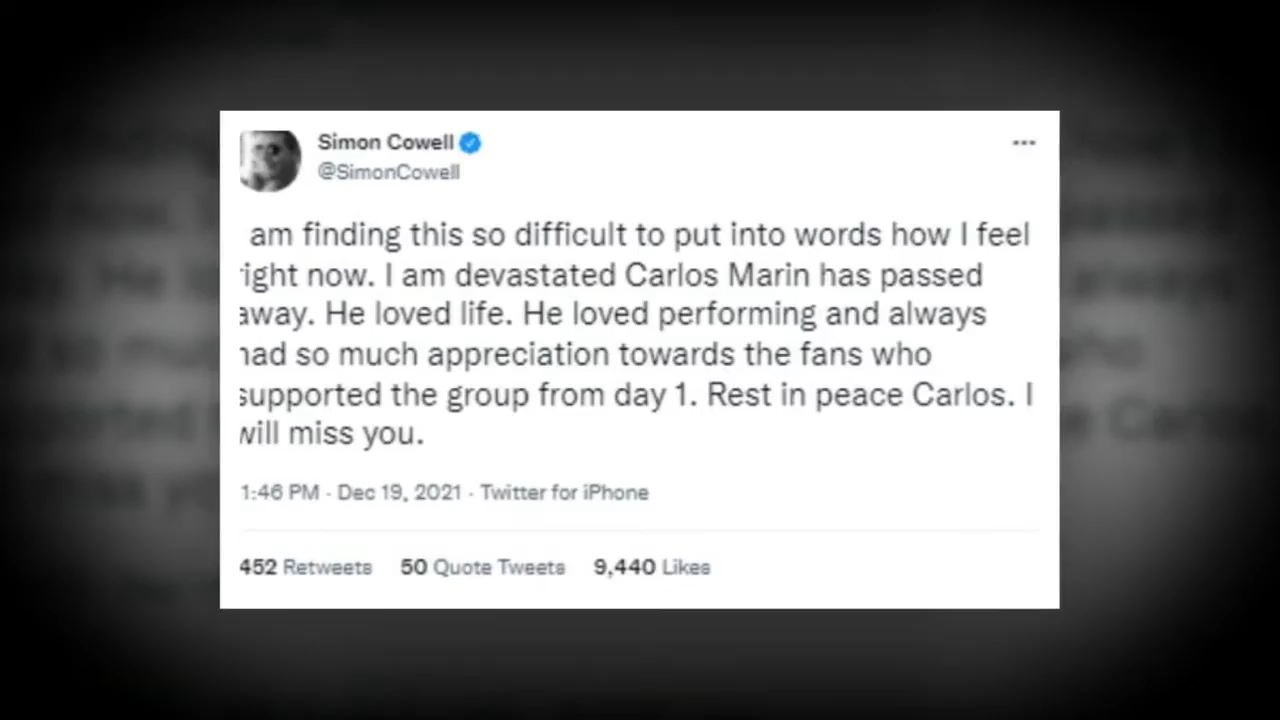 Simon Cowell
@SimonCowell
am finding this so difficult to put into words how I feel
right now. I am devastated Carlos Marin has passed
away. He loved life. He loved performing and always
had so much appreciation towards the fans who
supported the group from day 1. Rest in peace Carlos. I
will miss you.
1:46 PM · Dec 19, 2021 · Twitter for iPhone
452 Retweets 50 Quote Tweets 9,440 Likes